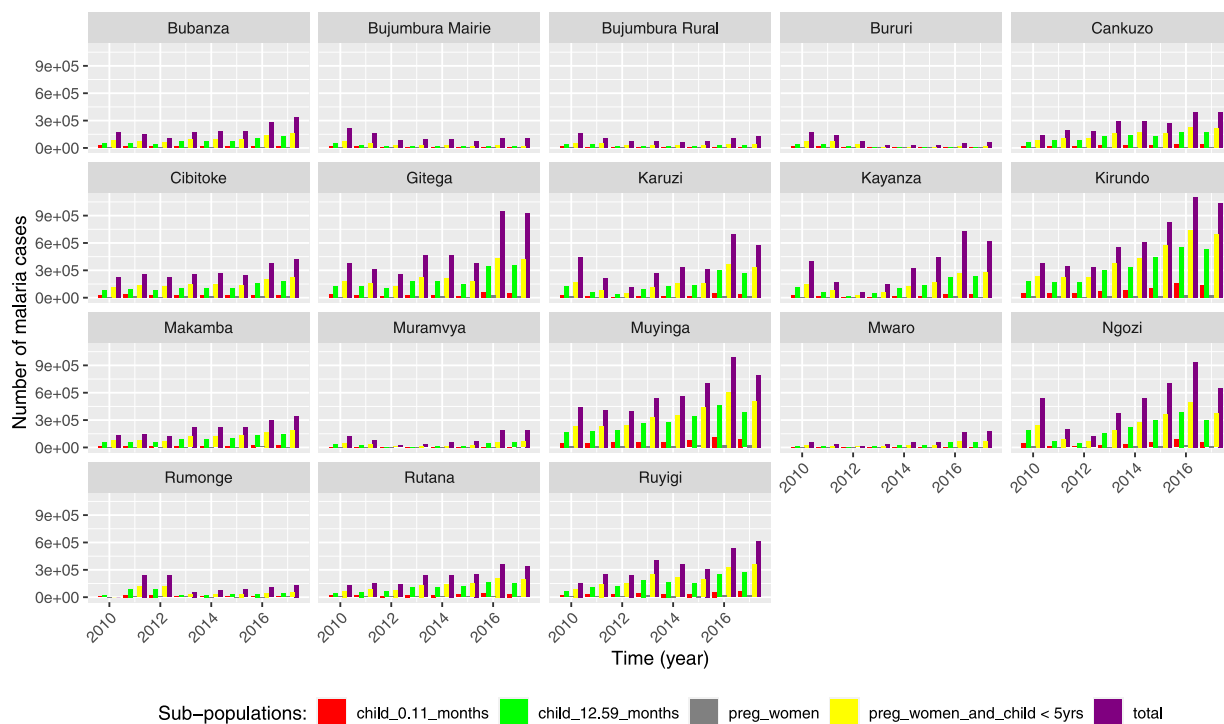 Bubanza Bujumbura Mairie Bujumbura Rural Bururi Cankuzo
9e+05
6e+05
3e+05
0e+00
Cibitoke Gitega Karuzi Kayanza Kirundo
9e+05
6e+05
3e+05
0e+00
Makamba Muramvya Muyinga Mwaro Ngozi
9e+05
6e+05
3e+05
0e+00
2010 2012 2014 2016 2010 2012 2014 2016
Rumonge Rutana Ruyigi
9e+05
6e+05
3e+05
0e+00
2010 2012 2014 2016 2010 2012 2014 2016 2010 2012 2014 2016
Number of malaria cases
Time (year)
Sub-populations: child_0.11_months child_12.59_months preg_women preg_women_and_child < 5yrs total